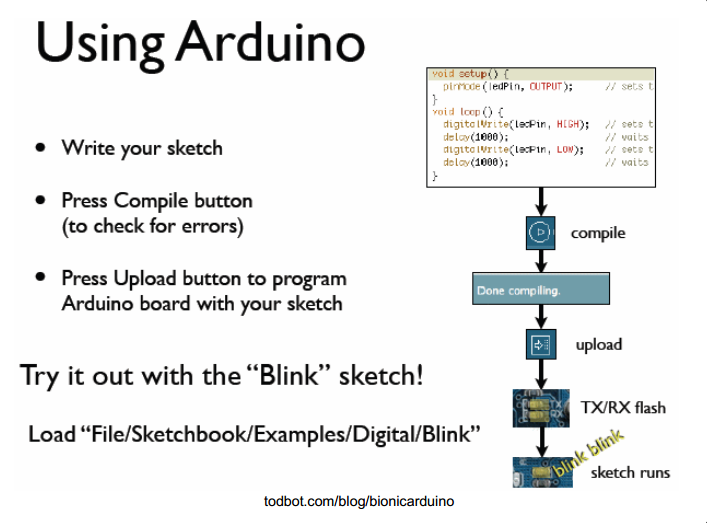 Using Arduino
• Write your sketch
• Press Compile button
(to check for errors)
• Press Upload button to program
Arduino board with your sketch
Try it out with the “Blink” sketch!
Load “File/Sketchbook/Examples/Digital/Blink”
void setup() {
pinMode(ledPin, OUTPUT); // sets t
}
void loop() {
digitalWrite(ledPin, HIGH); // sets t
delay(1000); // waits
digitalWrite(ledPin, LOW); // sets t
delay(1000); // waits
}
compile
Done compiling.
upload
TX
RX
TX/RX flash
blink blink
sketch runs
todbot.com/blog/bionicarduino